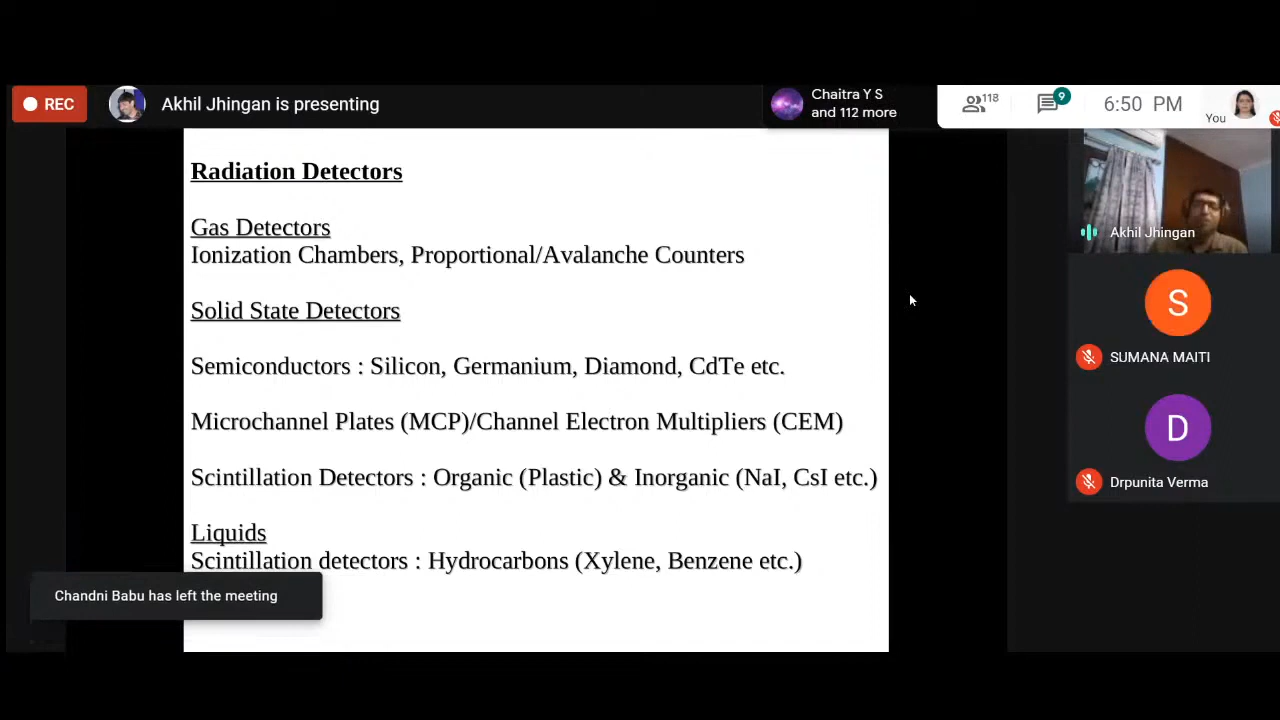 REC
Akhil Jhingan is presenting
Chaitra Y S
and 112 more
118
9
6:50 PM
You
Radiation Detectors
Gas Detectors
Ionization Chambers, Proportional/Avalanche Counters
Solid State Detectors
Semiconductors : Silicon, Germanium, Diamond, CdTe etc.
Microchannel Plates (MCP)/Channel Electron Multipliers (CEM)
Scintillation Detectors : Organic (Plastic) & Inorganic (NaI, CsI etc.)
Liquids
Scintillation detectors : Hydrocarbons (Xylene, Benzene etc.)
Chandni Babu has left the meeting
Akhil Jhingan
S
SUMANA MAITI
D
Drpunita Verma